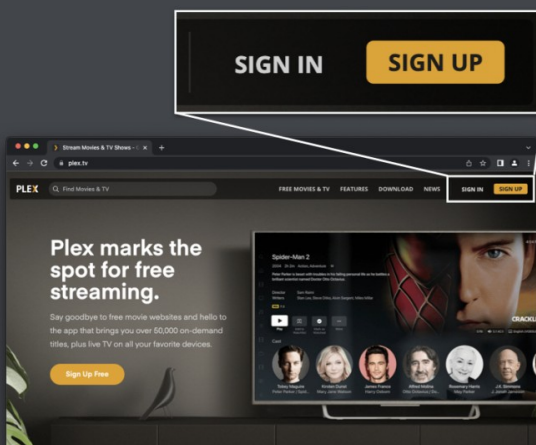 SIGN IN
SIGN UP
Stream Movies & TV Shows -
plex.tv
PLEX
Find Movies & TV
FREE MOVIES & TV
FEATURES
DOWNLOAD
NEWS
SIGN IN
SIGN UP
Plex marks the
spot for free
streaming.
Say goodbye to free movie websites and hello to
the app that brings you over 50,000 on-demand
titles, plus live TV on all your favorite devices.
Sign Up Free
Spider-Man 2
Director
Writers
CRACKLE
Play
Cast
Tobey Maguire
Kirsten Dunst
James Franco
Alfred Molina
Rosemary Harris
J.K. Simmons